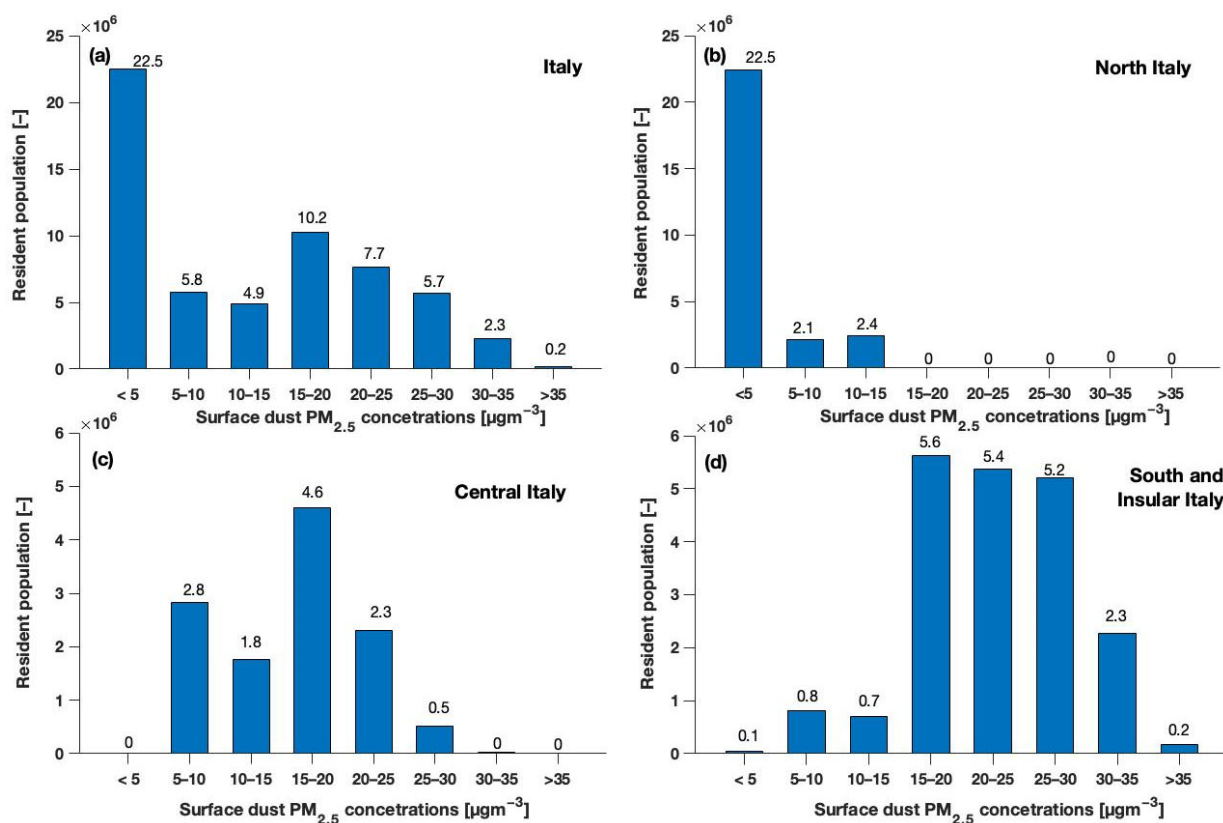 ×10⁶
(a)
Italy
Resident population [–]
25
20
15
10
5
0
22.5
5.8
4.9
10.2
7.7
5.7
2.3
0.2
< 5 5–10 10–15 15–20 20–25 25–30 30–35 >35
Surface dust PM2.5 concetrations [µgm⁻³]
×10⁶
(b)
North Italy
Resident population [–]
25
20
15
10
5
0
22.5
2.1
2.4
0
0
0
0
0
<5 5–10 10–15 15–20 20–25 25–30 30–35 >35
Surface dust PM2.5 concetrations [µgm⁻³]
×10⁶
(c)
Central Italy
Resident population [–]
6
5
4
3
2
1
0
0
2.8
1.8
4.6
2.3
0.5
0
0
< 5 5–10 10–15 15–20 20–25 25–30 30–35 >35
Surface dust PM2.5 concetrations [µgm⁻³]
×10⁶
(d)
South and
Insular Italy
Resident population [–]
6
5
4
3
2
1
0
0.1
0.8
0.7
5.6
5.4
5.2
2.3
0.2
< 5 5–10 10–15 15–20 20–25 25–30 30–35 >35
Surface dust PM2.5 concetrations [µgm⁻³]